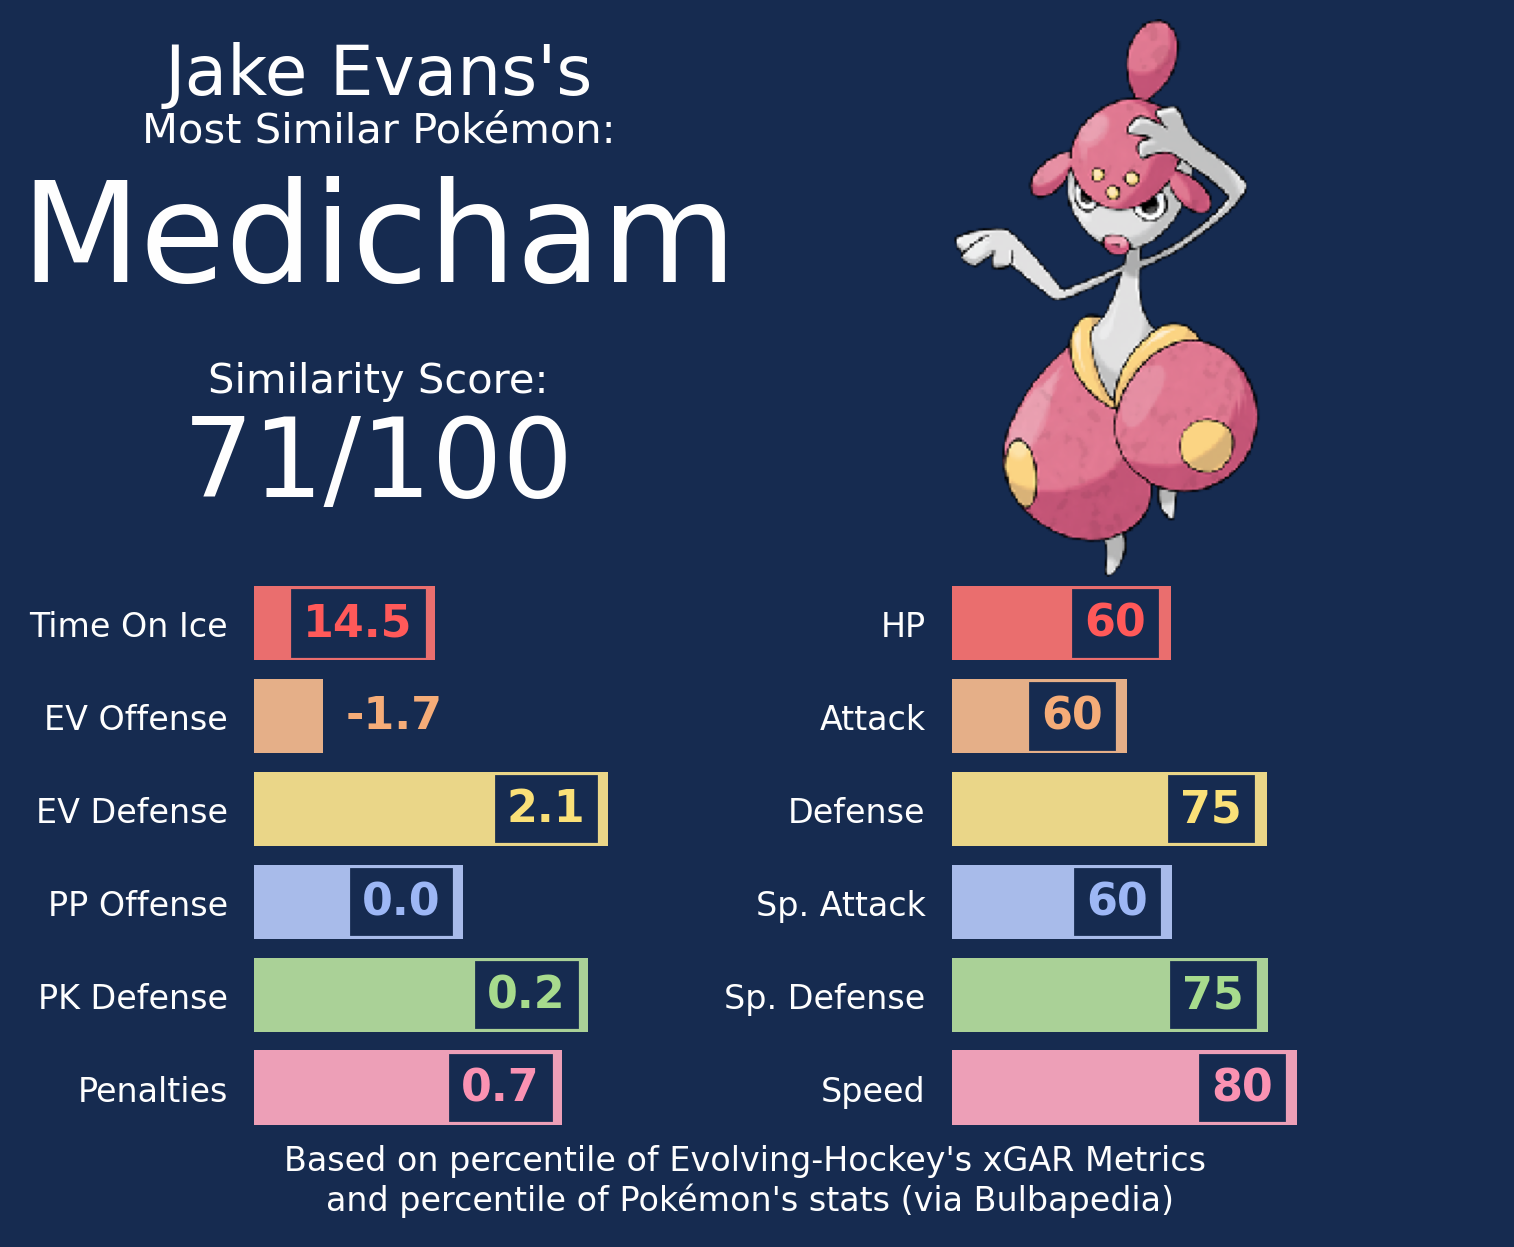 Jake Evans's
Most Similar Pokémon:
Medicham
Similarity Score:
71/100
Time On Ice 14.5
EV Offense -1.7
EV Defense 2.1
PP Offense 0.0
PK Defense 0.2
Penalties 0.7
HP 60
Attack 60
Defense 75
Sp. Attack 60
Sp. Defense 75
Speed 80
Based on percentile of Evolving-Hockey's xGAR Metrics
and percentile of Pokémon's stats (via Bulbapedia)